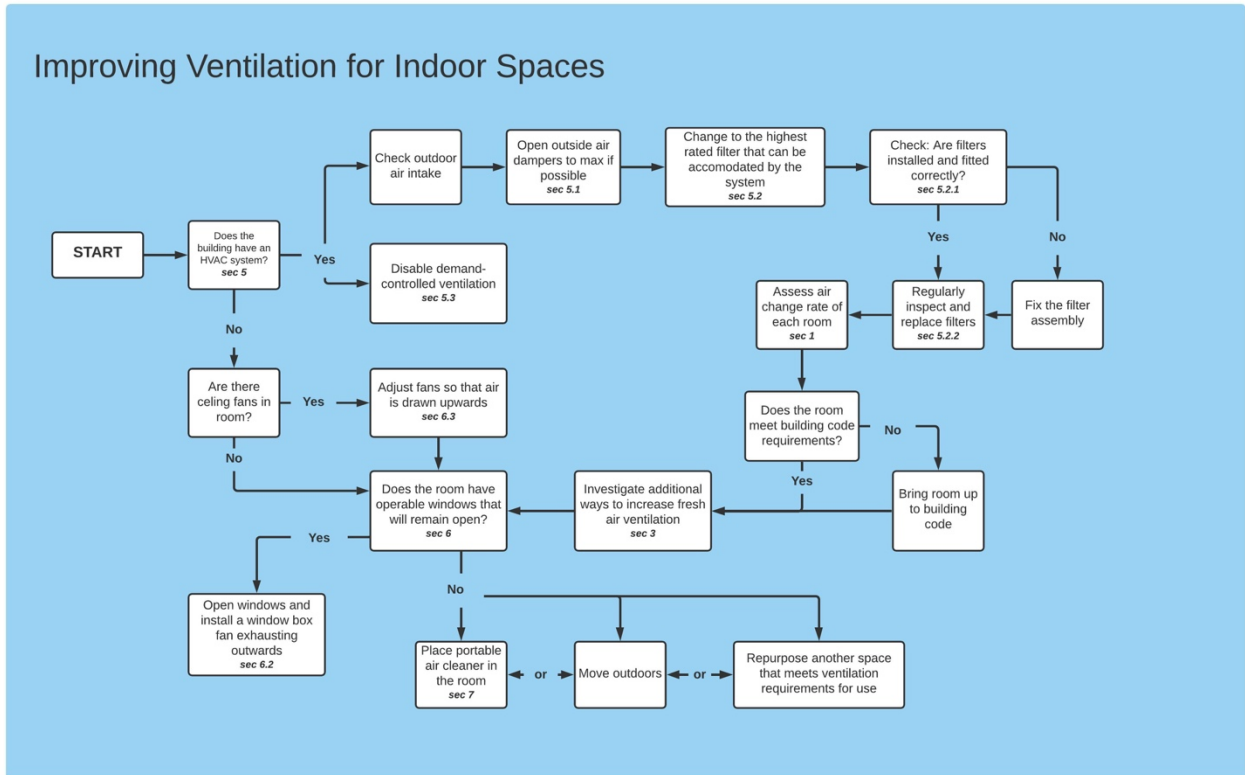 Improving Ventilation for Indoor Spaces
Check outdoor
air intake
Open outside air
dampers to max if
possible
sec 5.1
Change to the highest
rated filter that can be
accomodated by the
system
sec 5.2
Check: Are filters
installed and fitted
correctly?
sec 5.2.1
START
Does the
building have an
HVAC system?
sec 5
Yes
Disable demand-
controlled ventilation
sec 5.3
Yes
No
No
Assess air
change rate of
each room
sec 1
Regularly
inspect and
replace filters
sec 5.2.2
Fix the filter
assembly
Are there
celing fans in
room?
Yes
Adjust fans so that air
is drawn upwards
sec 6.3
Does the room
meet building code
requirements?
No
No
Does the room have
operable windows that
will remain open?
sec 6
Investigate additional
ways to increase fresh
air ventilation
sec 3
Yes
Bring room up
to building
code
Yes
No
Open windows and
install a window box
fan exhausting
outwards
sec 6.2
Place portable
air cleaner in
the room
sec 7
or
Move outdoors
or
Repurpose another space
that meets ventilation
requirements for use